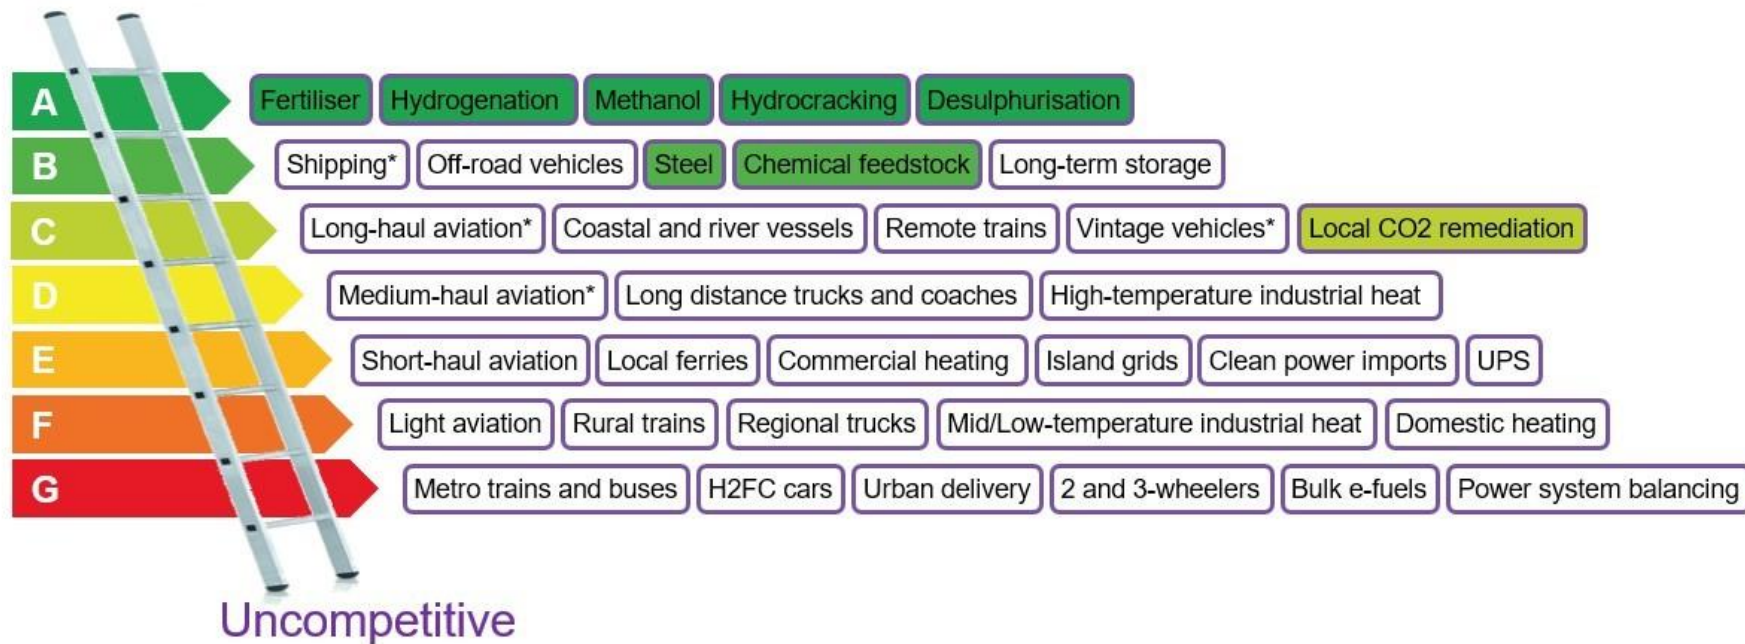 A Fertiliser Hydrogenation Methanol Hydrocracking Desulphurisation
B Shipping* Off-road vehicles Steel Chemical feedstock Long-term storage
C Long-haul aviation* Coastal and river vessels Remote trains Vintage vehicles* Local CO2 remediation
D Medium-haul aviation* Long distance trucks and coaches High-temperature industrial heat
E Short-haul aviation Local ferries Commercial heating Island grids Clean power imports UPS
F Light aviation Rural trains Regional trucks Mid/Low-temperature industrial heat Domestic heating
G Metro trains and buses H2FC cars Urban delivery 2 and 3-wheelers Bulk e-fuels Power system balancing
Uncompetitive